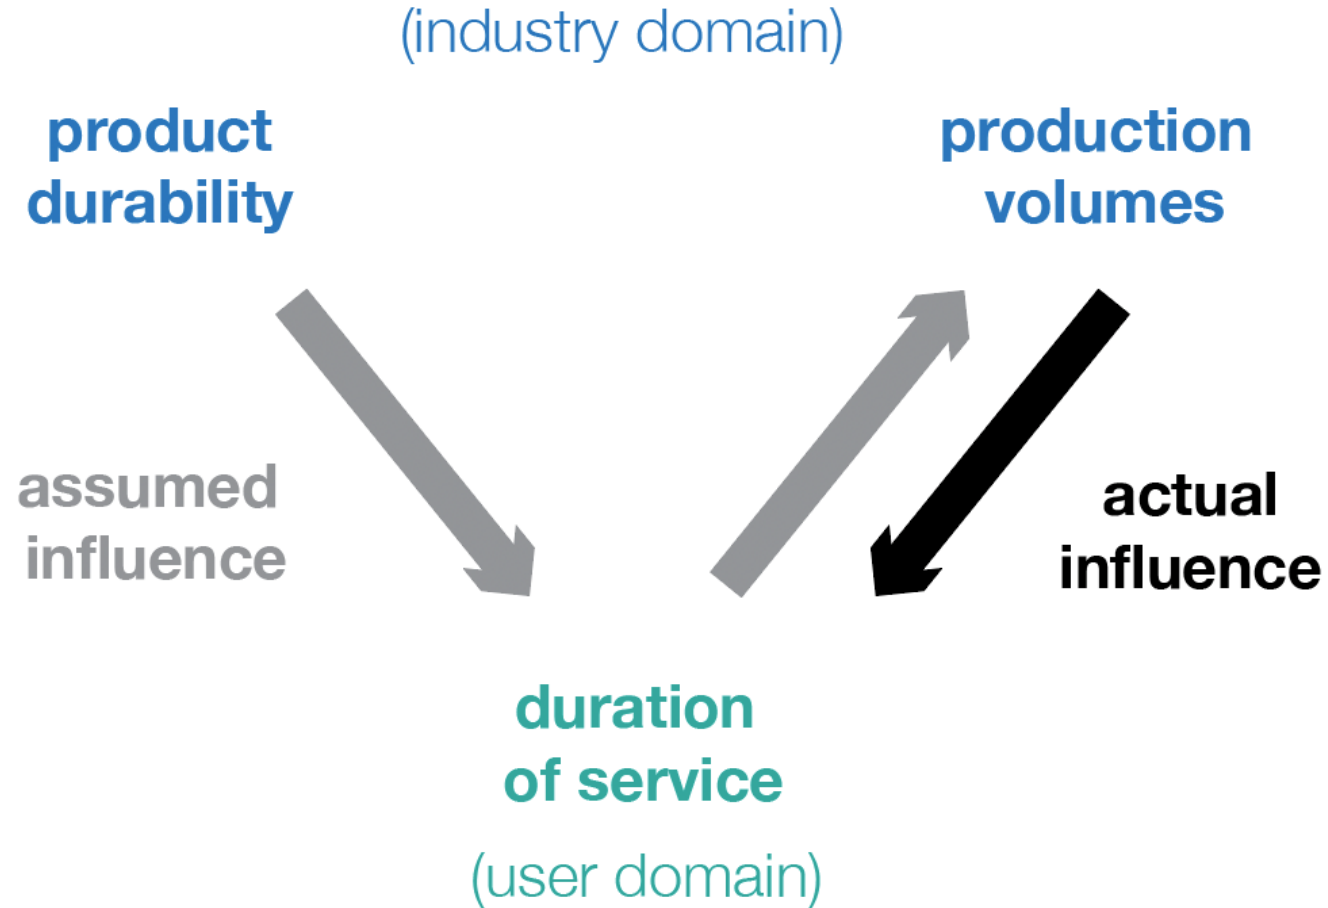 (industry domain)
product
durability
production
volumes
assumed
influence
actual
influence
duration
of service
(user domain)